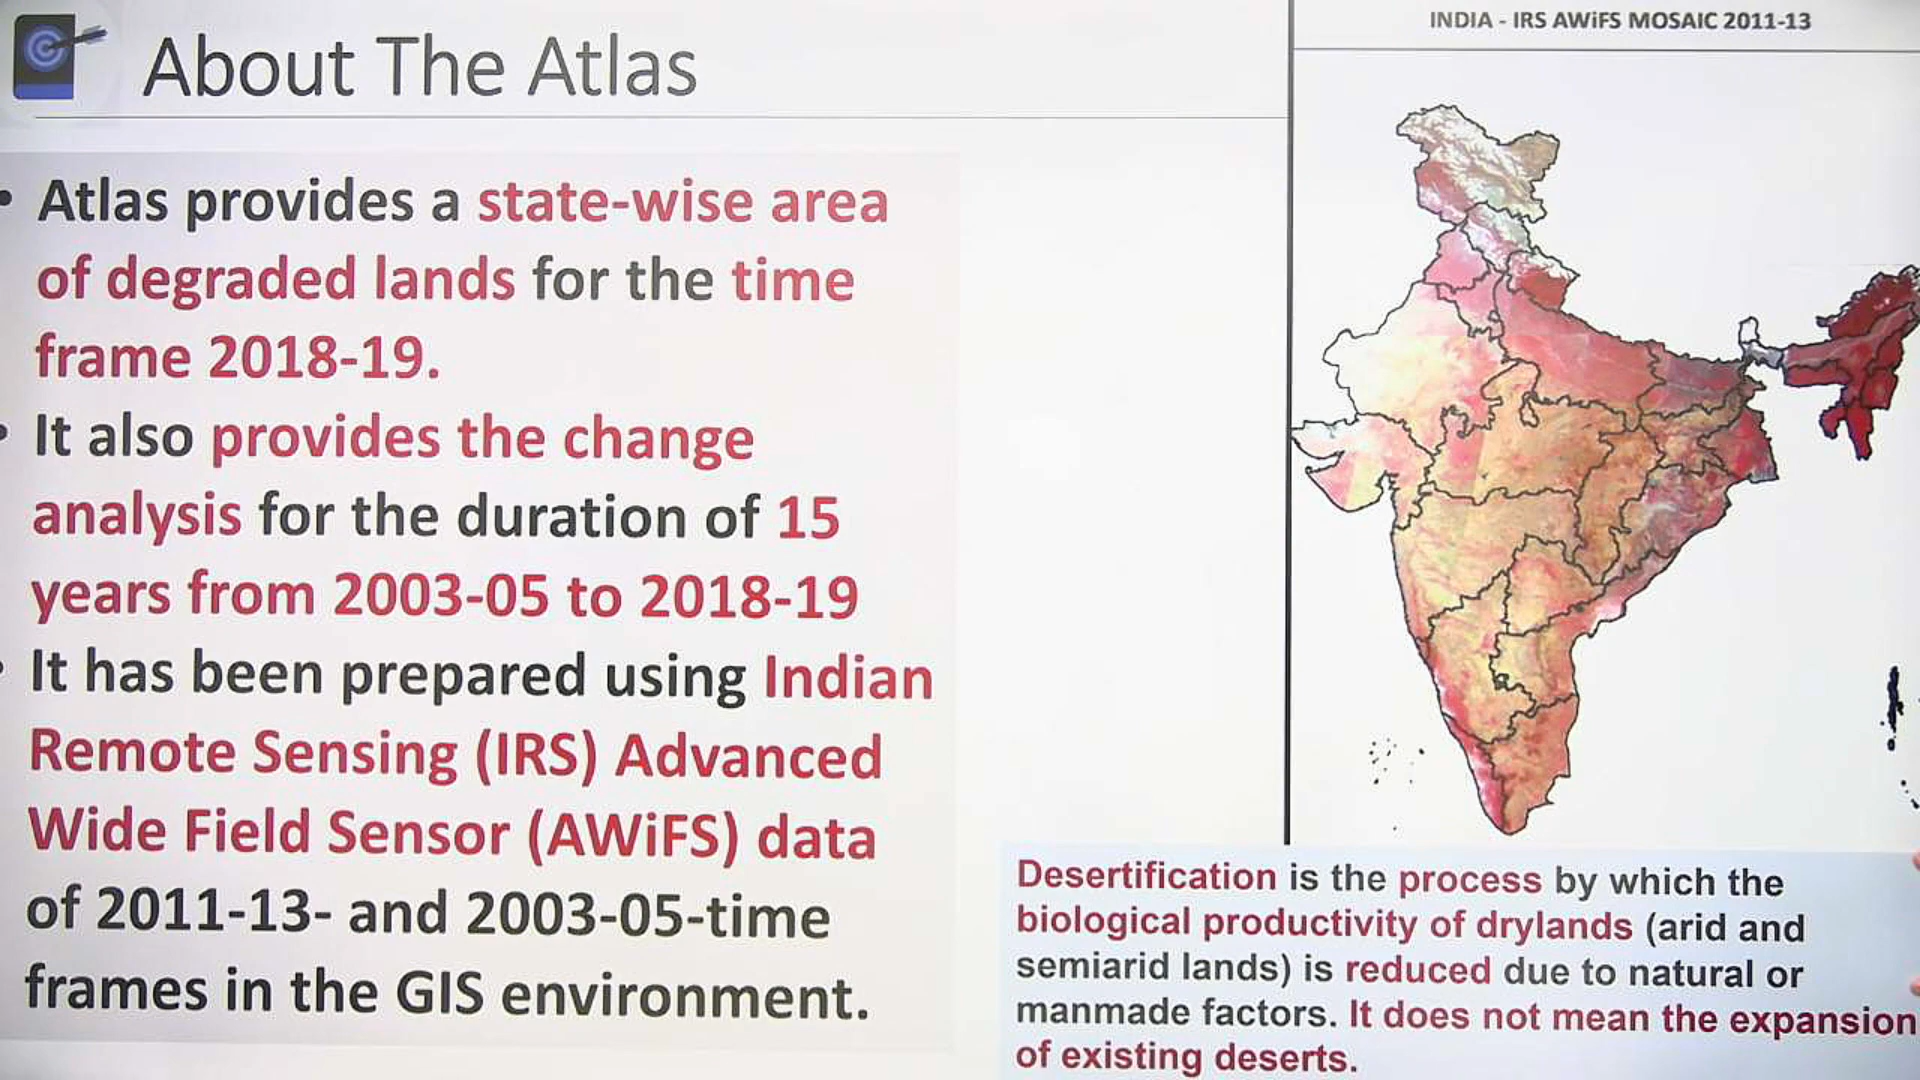 About The Atlas
• Atlas provides a state-wise area
of degraded lands for the time
frame 2018-19.
• It also provides the change
analysis for the duration of 15
years from 2003-05 to 2018-19
• It has been prepared using Indian
Remote Sensing (IRS) Advanced
Wide Field Sensor (AWiFS) data
of 2011-13- and 2003-05-time
frames in the GIS environment.
INDIA - IRS AWiFS MOSAIC 2011-13
Desertification is the process by which the
biological productivity of drylands (arid and
semiarid lands) is reduced due to natural or
manmade factors. It does not mean the expansion
of existing deserts.